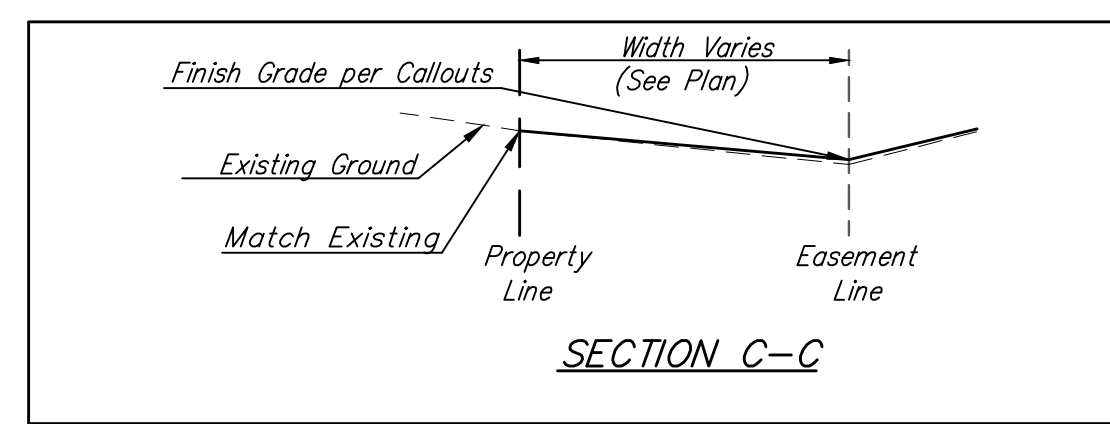 Width Varies
(See Plan)
Finish Grade per Callouts
Existing Ground
Match Existing
Property
Line
Easement
Line
SECTION C-C